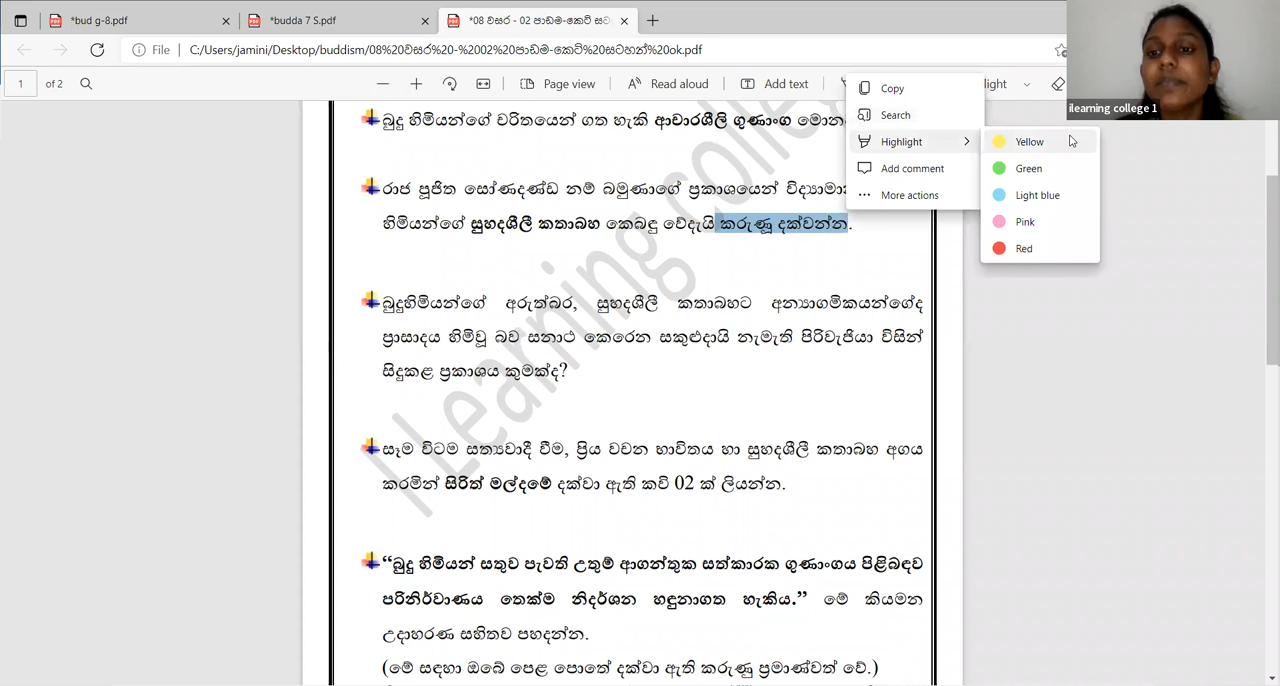 *bud g-8.pdf
*budda 7 S.pdf
*08 වසර - 02 පාඩම-කෙටි සට
File C:/Users/jamini/Desktop/buddism/08%20වසර%20-%2002%20පාඩම-කෙටි%20සටහන්%20ok.pdf
1 of 2 Page view Read aloud Add text light
ilearning college 1
Copy
Search
Highlight
Add comment
More actions
Yellow
Green
Light blue
Pink
Red
බුදු හිමියන්ගේ චරිතයෙන් ගත හැකි ආචාරශීලි ගුණාංග
රාජ පූජිත සෝණදණ්ඩ නම් බමුණාගේ ප්‍රකාශයෙන්
හිමියන්ගේ සුහදශීලී කතාබහ කෙබඳු වේදැයි කරුණූ දක්වන්න.
බුදුහිමියන්ගේ අරුත්බර, සුහදශීලී කතාබහට අන්‍යාගමිකයන්ගේද
ප්‍රාසාදය හිමිවූ බව සනාථ කෙරෙන සකුළුදායි නැමැති පිරිවැජියා විසින්
සිදුකළ ප්‍රකාශය කුමක්ද?
සෑම විටම සත්‍යවාදී වීම, ප්‍රිය වචන භාවිතය හා සුහදශීලී කතාබහ අගය
කරමින් සිරිත් මල්දමේ දක්වා ඇති කවි 02 ක් ලියන්න.
“බුදු හිමියන් සතුව පැවති උතුම් ආගන්තුක සත්කාරක ගුණාංගය පිළිබඳව
පරිනිර්වාණය තෙක්ම නිදර්ශන හඳුනාගත හැකිය.” මේ කියමන
උදාහරණ සහිතව පහදන්න.
(මේ සඳහා ඔබේ පෙළ පොතේ දක්වා ඇති කරුණු ප්‍රමාණවත් වේ.)
I Learning college